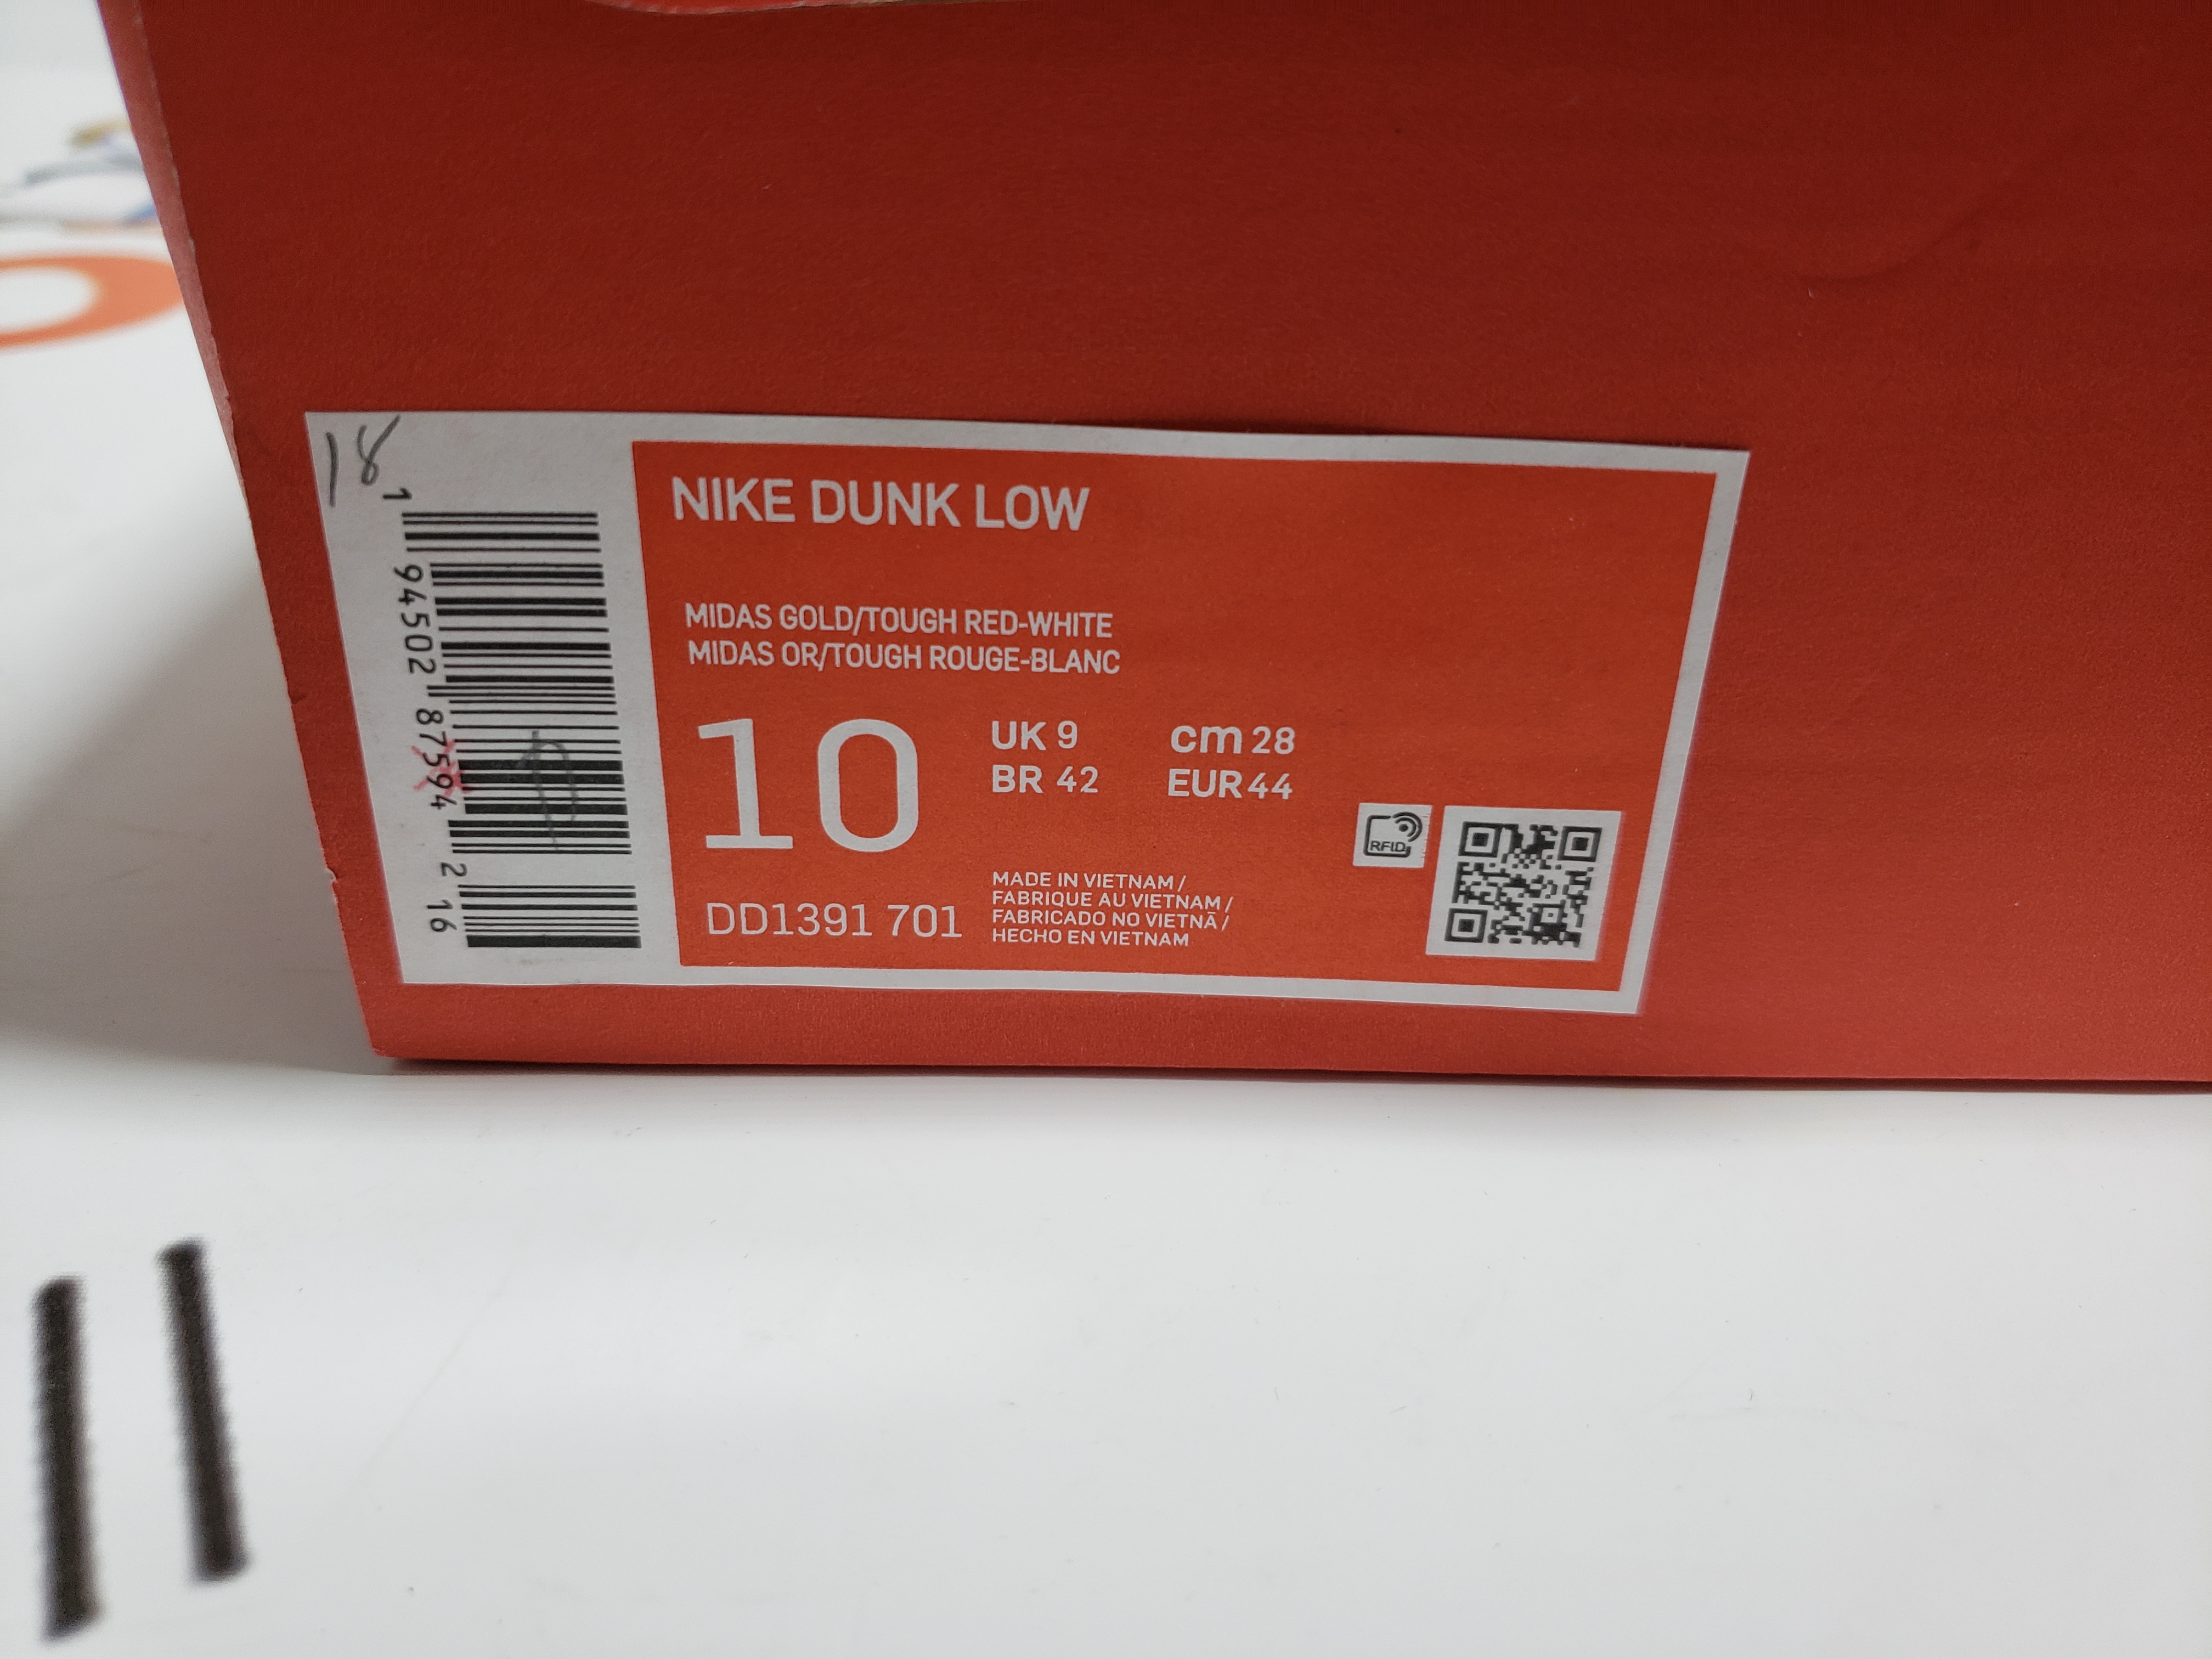 18
1 94502 87594 2 16
NIKE DUNK LOW
MIDAS GOLD/TOUGH RED-WHITE
MIDAS OR/TOUGH ROUGE-BLANC
10
UK 9 cm 28
BR 42 EUR 44
DD1391 701
MADE IN VIETNAM /
FABRIQUE AU VIETNAM /
FABRICADO NO VIETNÃ /
HECHO EN VIETNAM
RFID